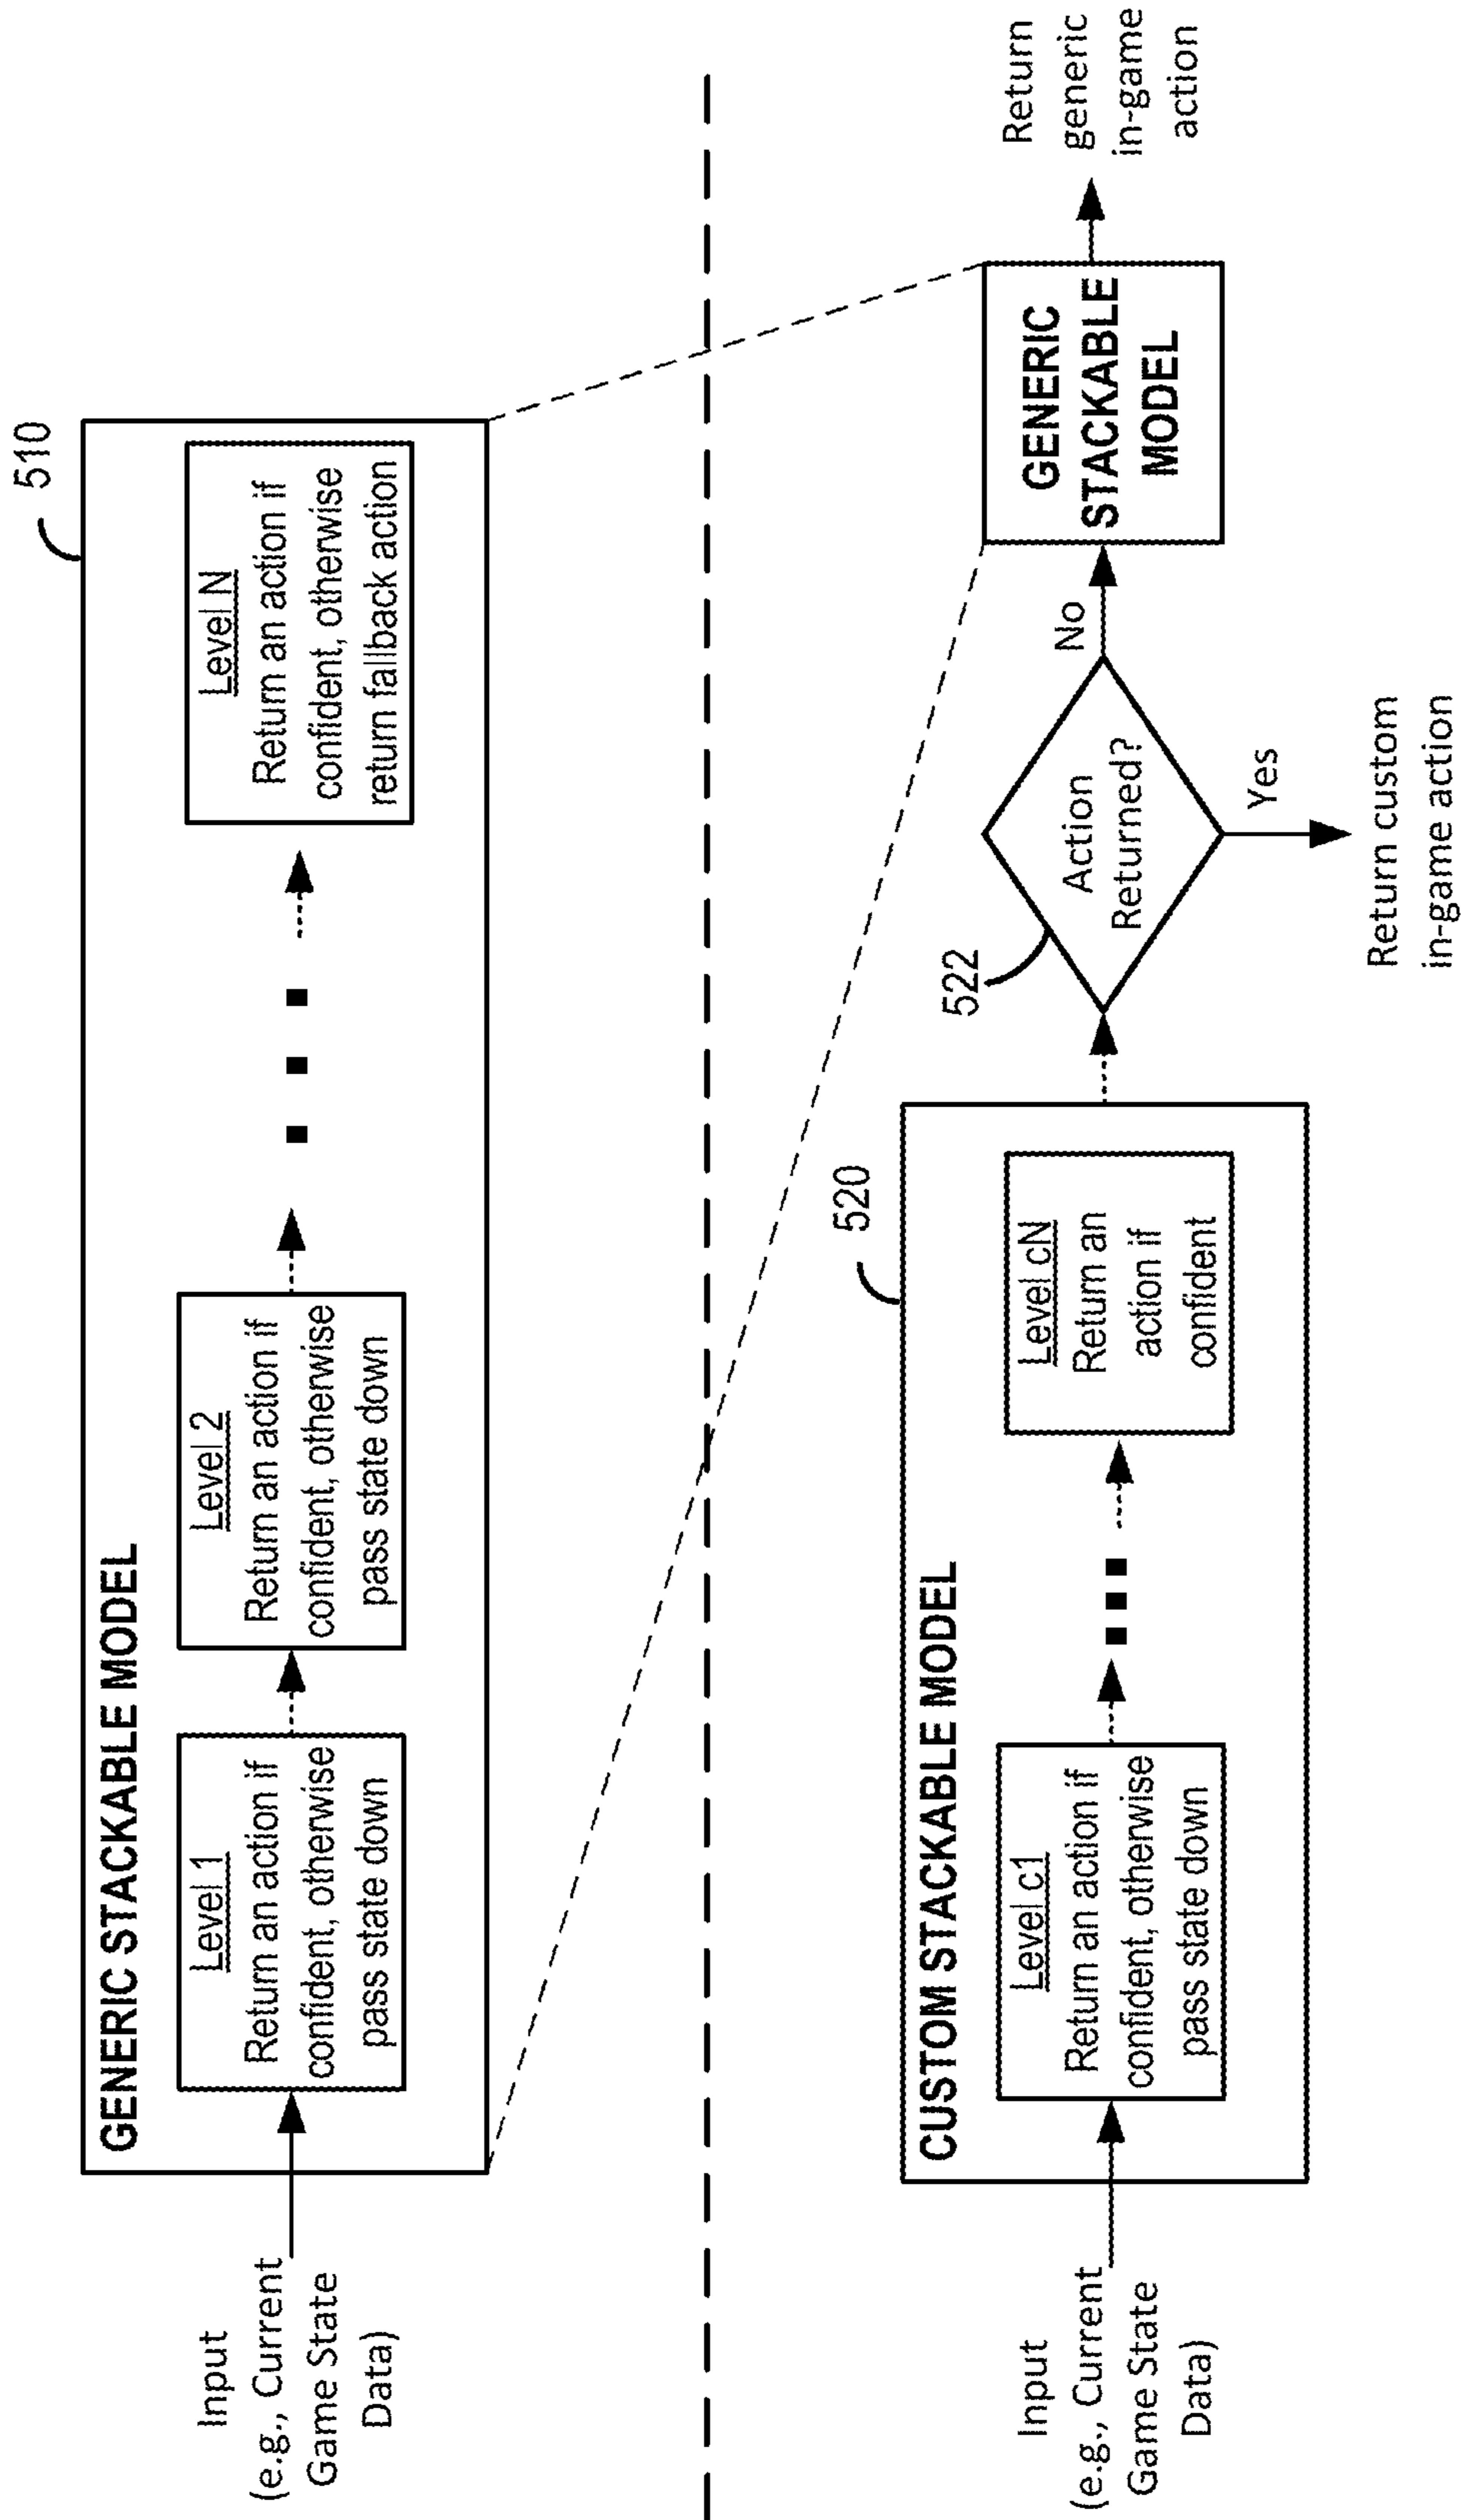 510
GENERIC STACKABLE MODEL
Input
(e.g., Current
Game State
Data)
Level 1
Return an action if
confident, otherwise
pass state down
Level 2
Return an action if
confident, otherwise
pass state down
Level N
Return an action if
confident, otherwise
return fallback action
520
CUSTOM STACKABLE MODEL
Input
(e.g., Current
Game State
Data)
Level c1
Return an action if
confident, otherwise
pass state down
Level cN
Return an
action if
confident
522
Action
Returned?
No
Yes
Return custom
in-game action
GENERIC
STACKABLE
MODEL
Return
generic
in-game
action